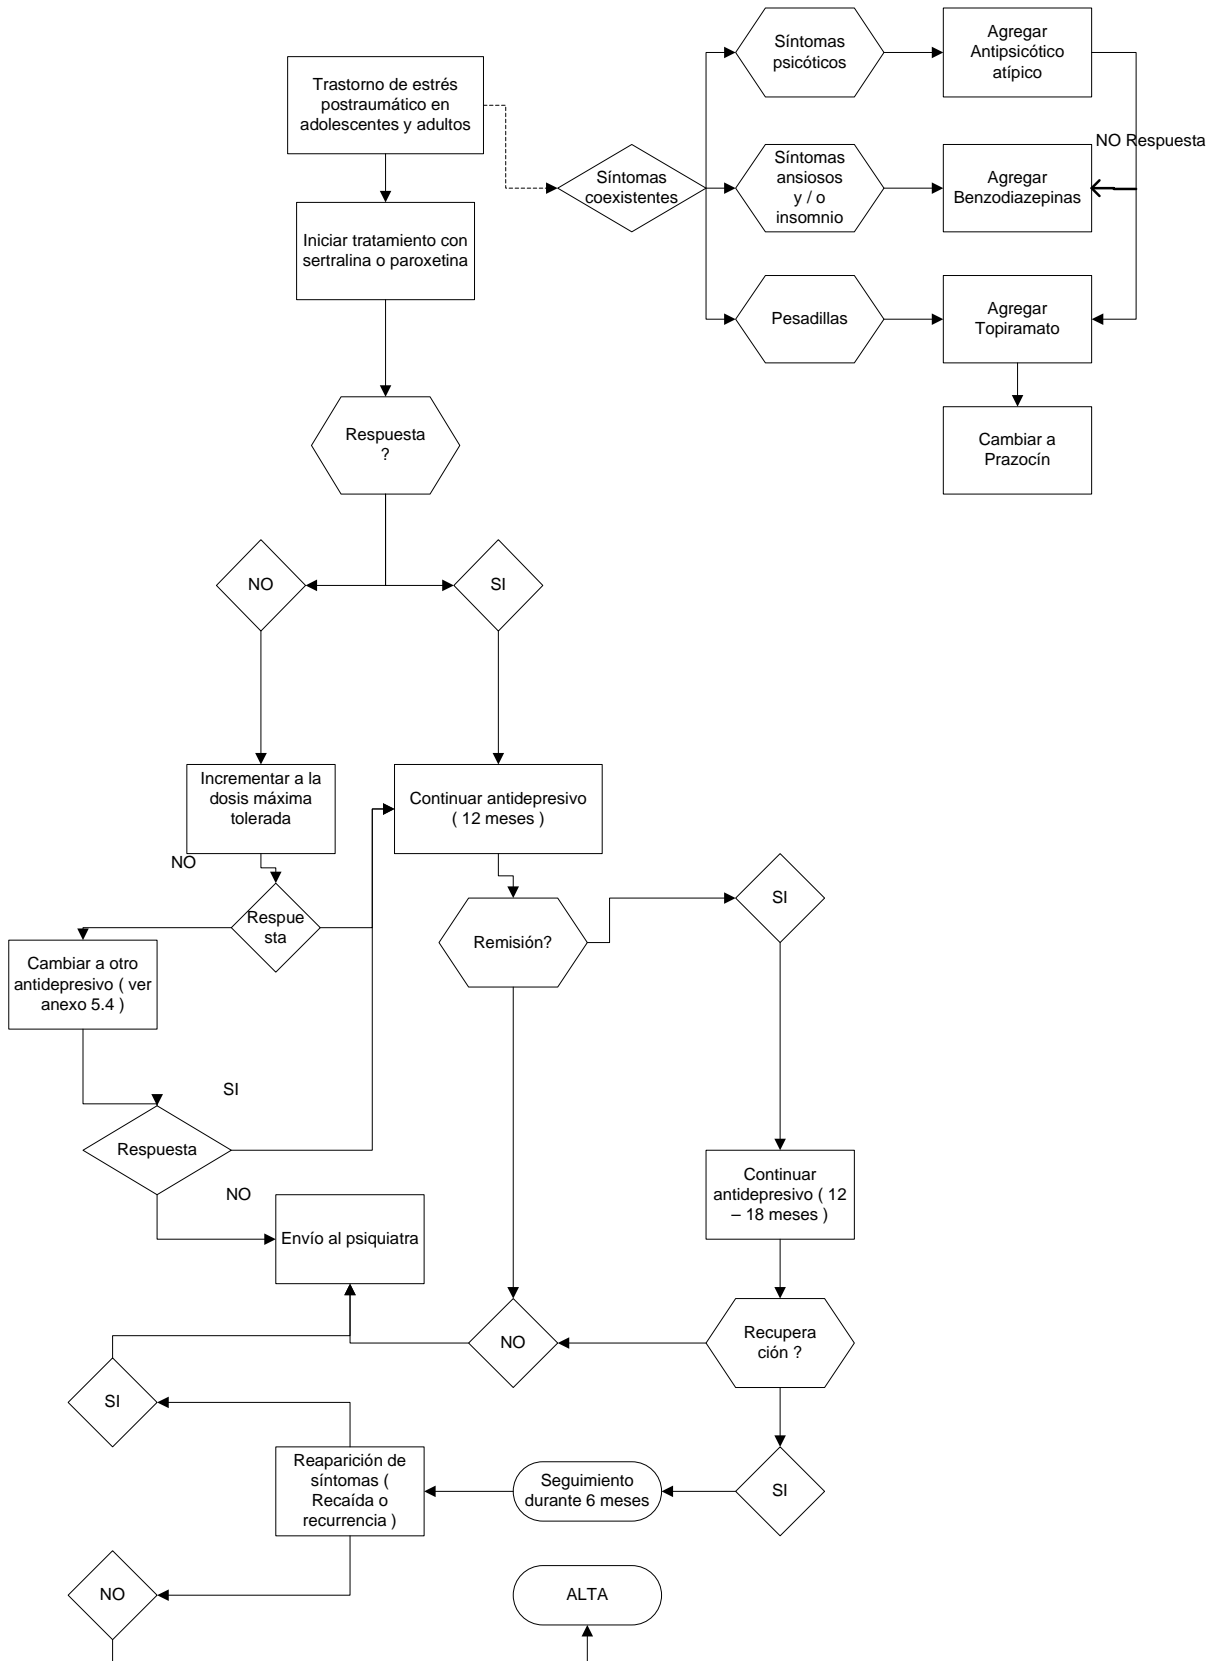 Síntomas
psicóticos
Agregar
Antipsicótico
atípico
Trastorno de estrés
postraumático en
adolescentes y adultos
NO Respuesta
Síntomas
coexistentes
Síntomas
ansiosos
y / o
insomnio
Agregar
Benzodiazepinas
Iniciar tratamiento con
sertralina o paroxetina
Pesadillas
Agregar
Topiramato
Respuesta
?
Cambiar a
Prazocín
NO
SI
Incrementar a la
dosis máxima
tolerada
Continuar antidepresivo
( 12 meses )
NO
SI
Respue
sta
Remisión?
Cambiar a otro
antidepresivo ( ver
anexo 5.4 )
SI
Respuesta
Continuar
antidepresivo ( 12
– 18 meses )
NO
Envío al psiquiatra
NO
Recupera
ción ?
SI
Reaparición de
síntomas (
Recaída o
recurrencia )
Seguimiento
durante 6 meses
SI
NO
ALTA